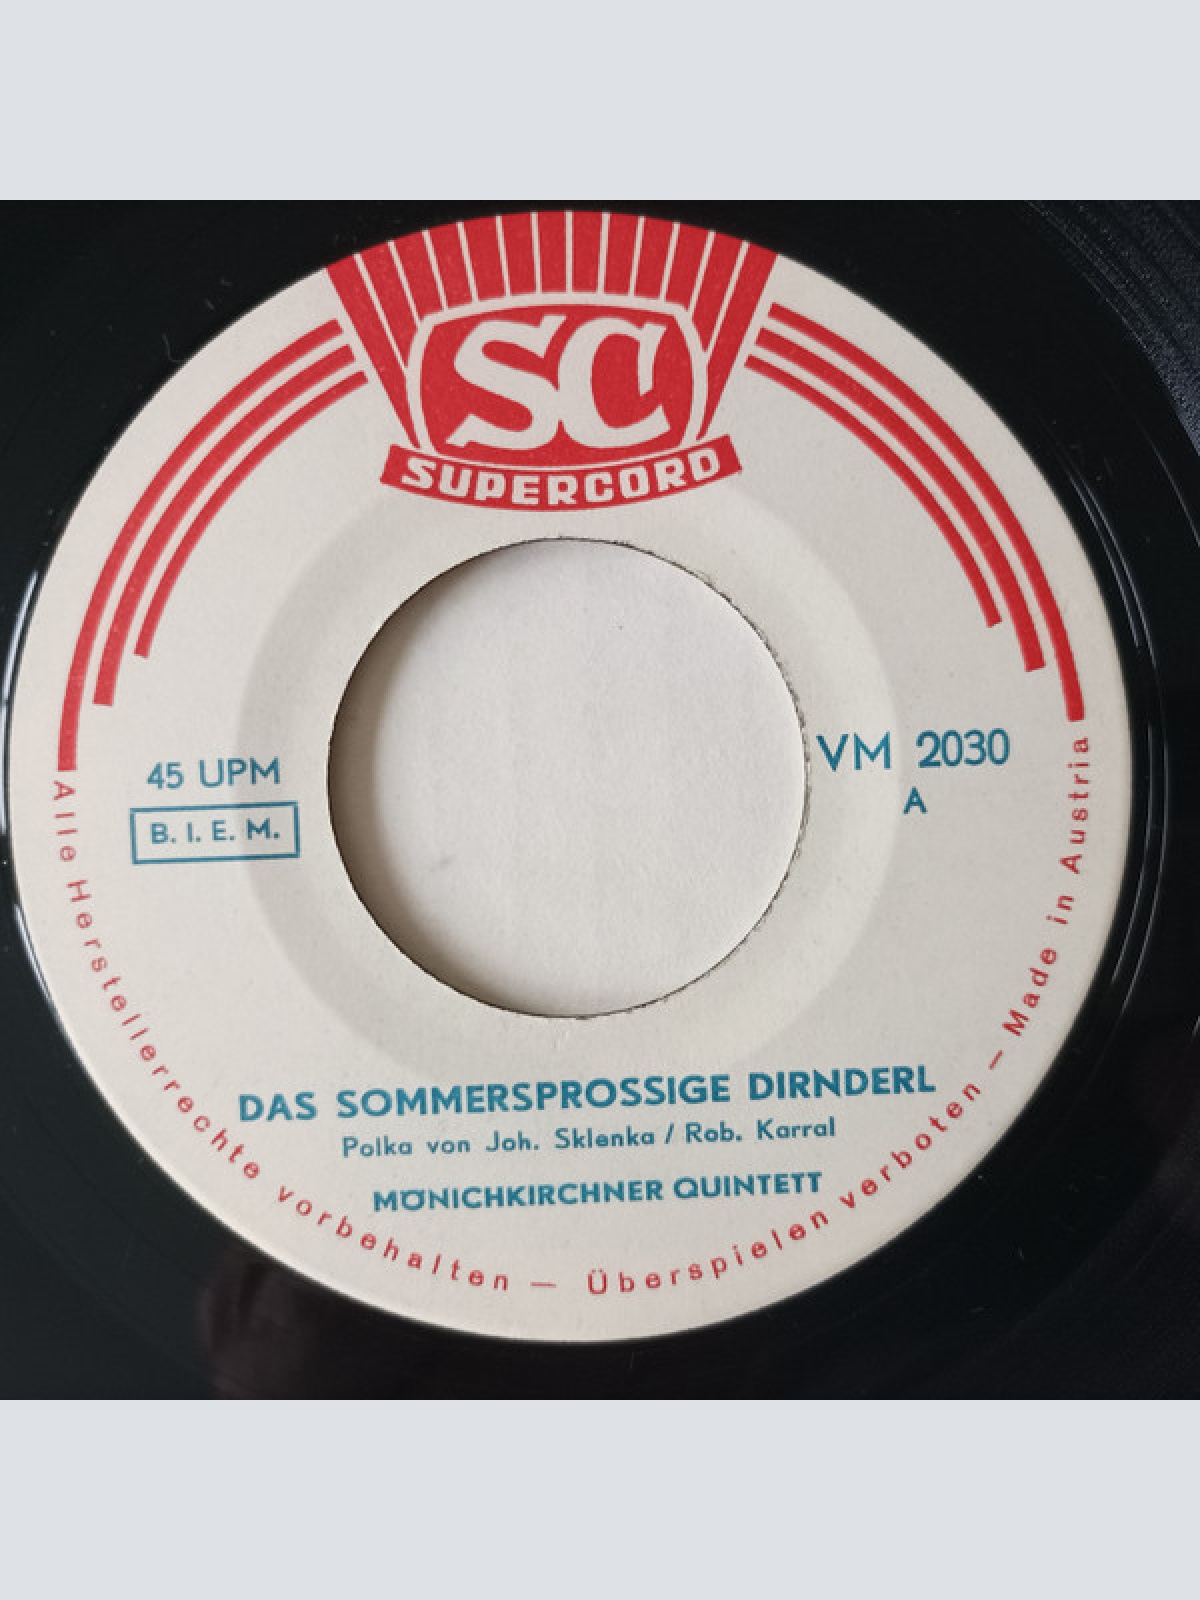 SC
SUPERCORD
45 UPM
B. I. E. M.
VM 2030
A
DAS SOMMERSPROSSIGE DIRNDERL
Polka von Joh. Sklenka / Rob. Karral
MÖNICHKIRCHNER QUINTETT
Alle Herstellerrechte vorbehalten — Überspielen verboten — Made in Austria